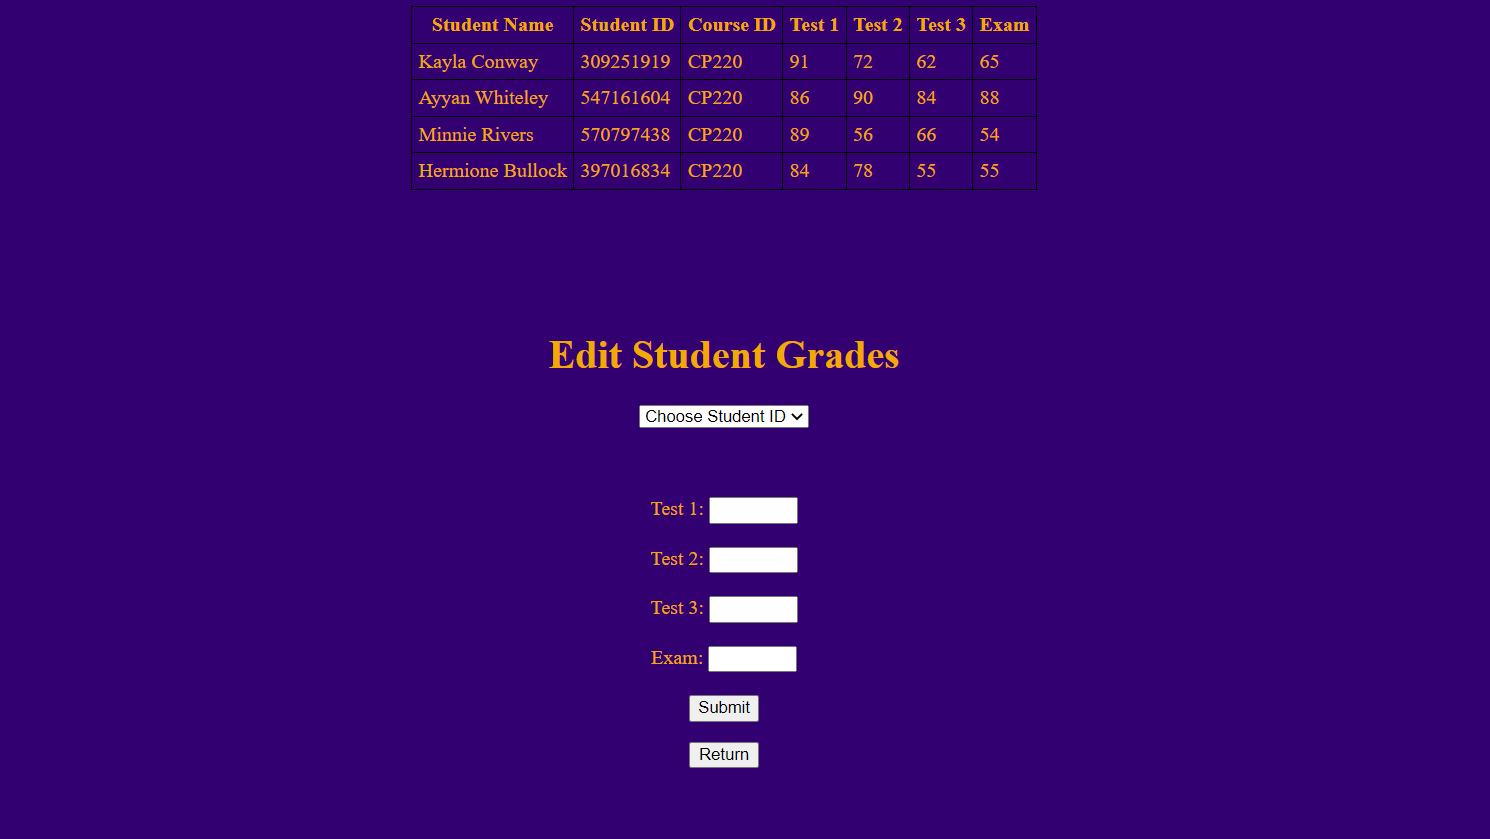 Student Name Student ID Course ID Test 1 Test 2 Test 3 Exam
Kayla Conway 309251919 CP220 91 72 62 65
Ayyan Whiteley 547161604 CP220 86 90 84 88
Minnie Rivers 570797438 CP220 89 56 66 54
Hermione Bullock 397016834 CP220 84 78 55 55
Edit Student Grades
Choose Student ID
Test 1:
Test 2:
Test 3:
Exam:
Submit
Return